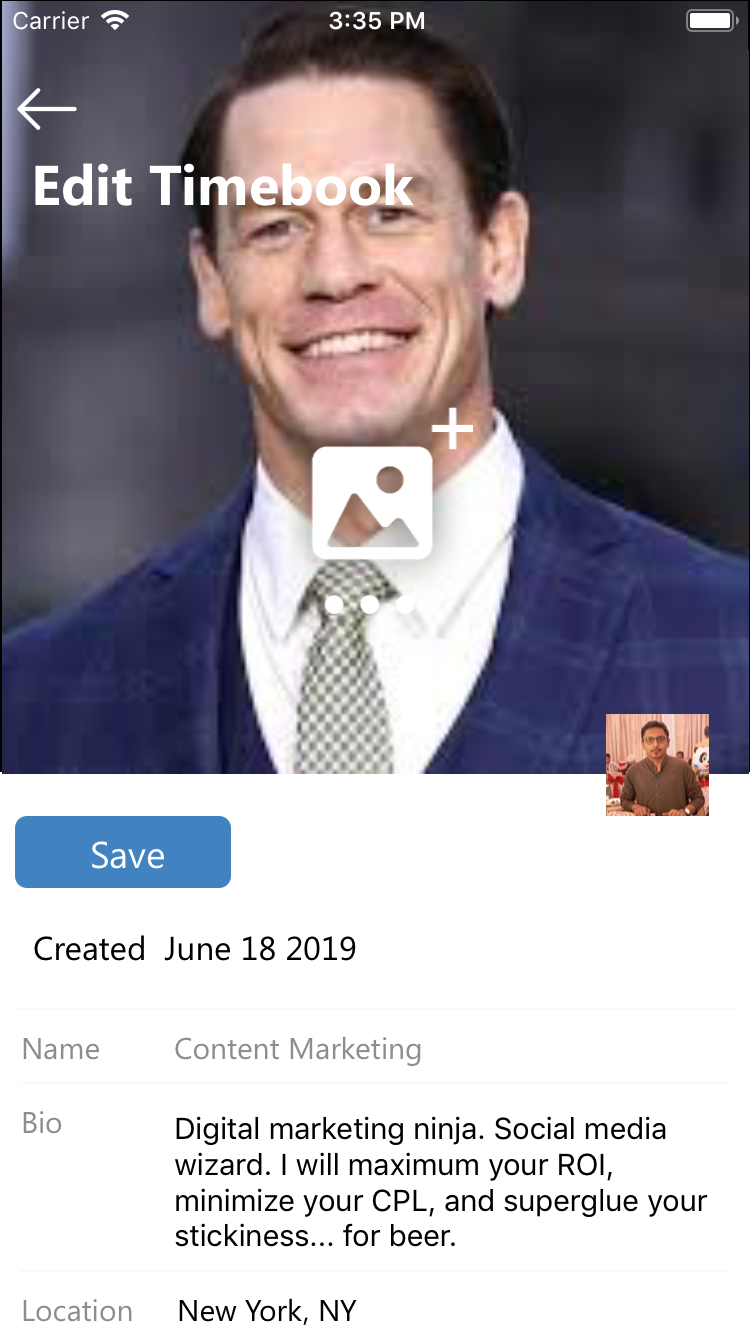 Carrier 3:35 PM
Edit Timebook
Save
Created June 18 2019
Name Content Marketing
Bio Digital marketing ninja. Social media
wizard. I will maximum your ROI,
minimize your CPL, and superglue your
stickiness... for beer.
Location New York, NY